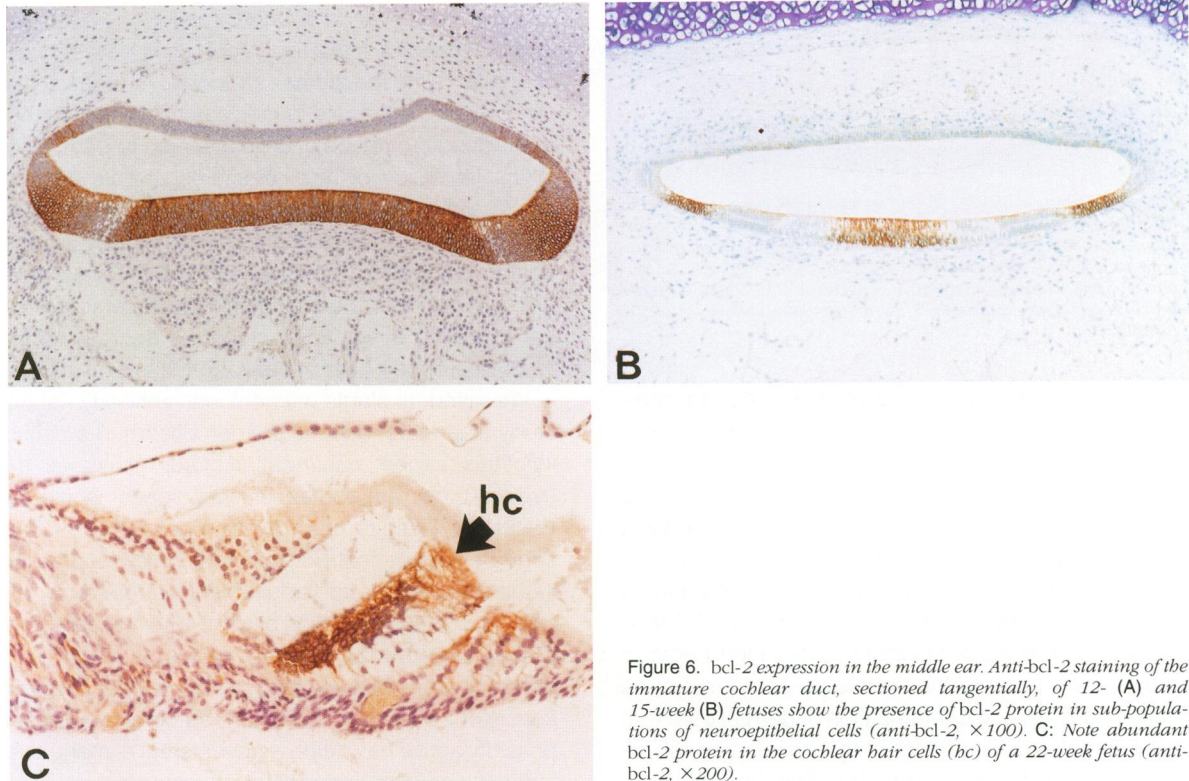 A
B
hc
C
Figure 6. bcl-2 expression in the middle ear. Anti-bcl-2 staining of the
immature cochlear duct, sectioned tangentially, of 12- (A) and
15-week (B) fetuses show the presence of bcl-2 protein in sub-popula-
tions of neuroepithelial cells (anti-bcl-2, ×100). C: Note abundant
bcl-2 protein in the cochlear hair cells (hc) of a 22-week fetus (anti-
bcl-2, ×200).